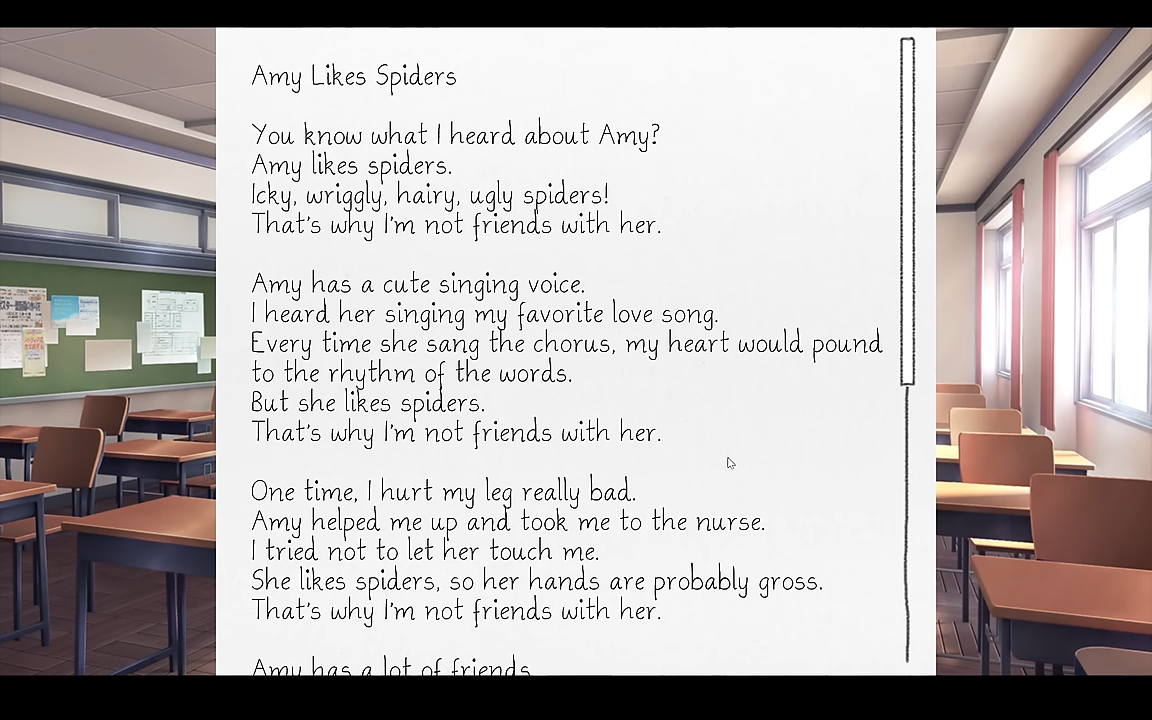 Amy Likes Spiders
You know what I heard about Amy?
Amy likes spiders.
Icky, wriggly, hairy, ugly spiders!
That's why I'm not friends with her.
Amy has a cute singing voice.
I heard her singing my favorite love song.
Every time she sang the chorus, my heart would pound
to the rhythm of the words.
But she likes spiders.
That's why I'm not friends with her.
One time, I hurt my leg really bad.
Amy helped me up and took me to the nurse.
I tried not to let her touch me.
She likes spiders, so her hands are probably gross.
That's why I'm not friends with her.
Amy has a lot of friends